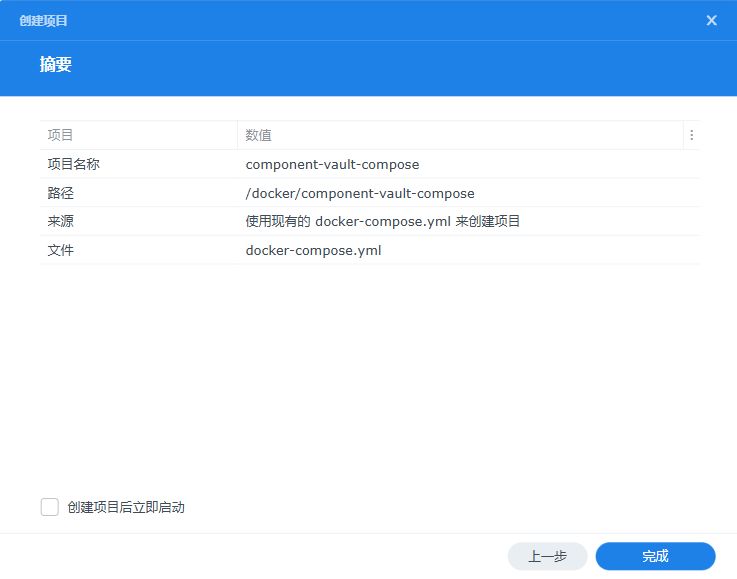 创建项目
摘要
项目 数值
项目名称 component-vault-compose
路径 /docker/component-vault-compose
来源 使用现有的 docker-compose.yml 来创建项目
文件 docker-compose.yml
创建项目后立即启动
上一步 完成